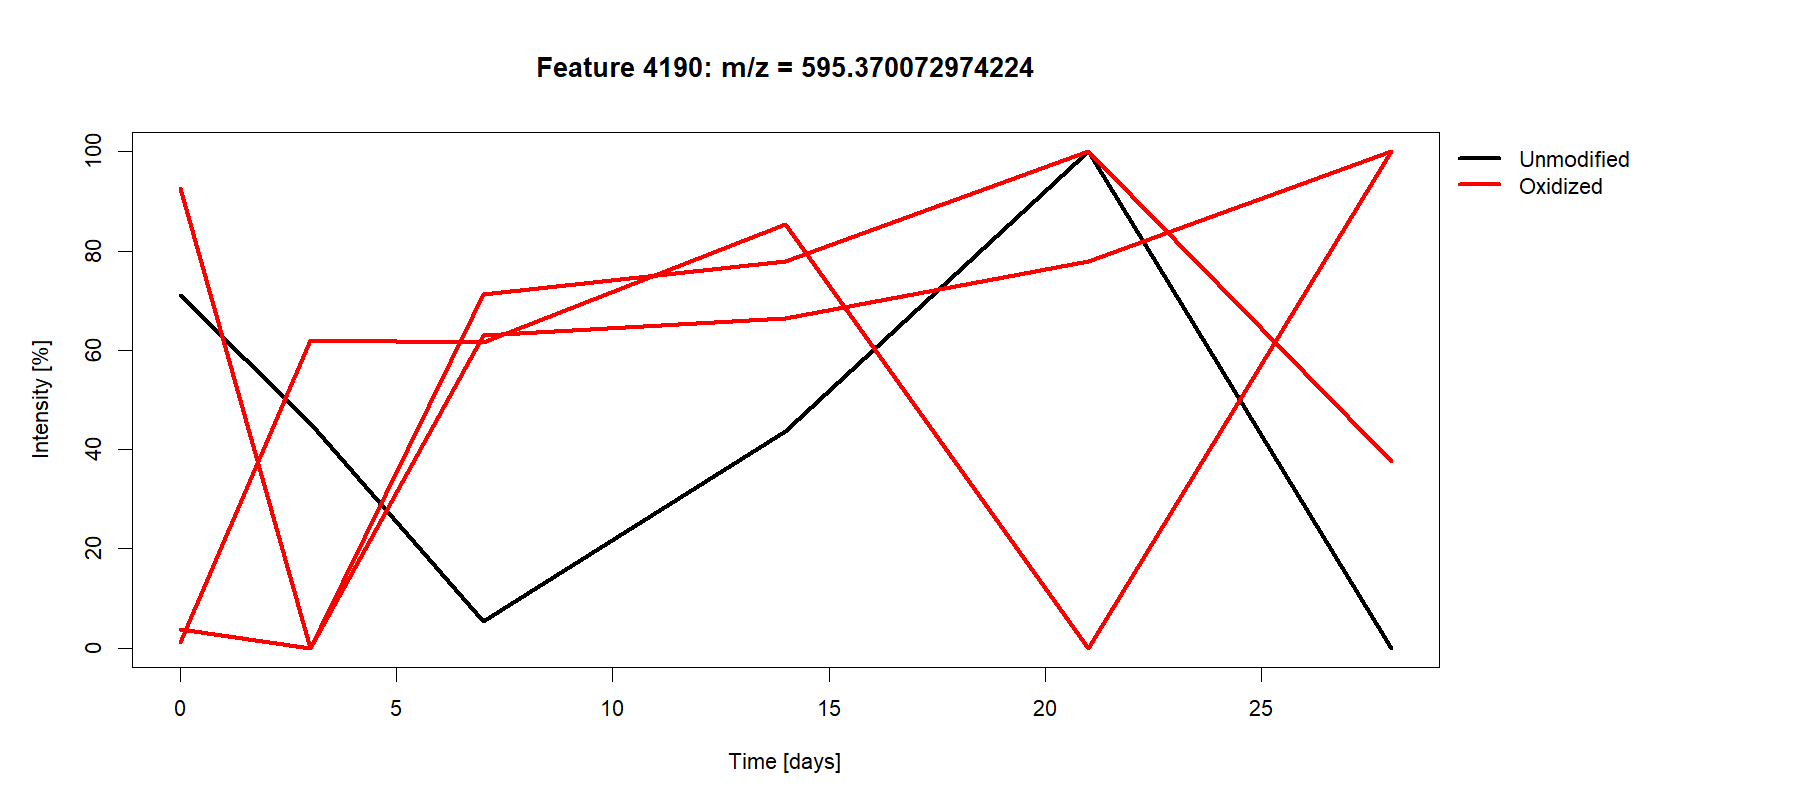 Feature 4190: m/z = 595.370072974224
Unmodified
Oxidized
Intensity [%]
100
80
60
40
20
0
0 5 10 15 20 25
Time [days]